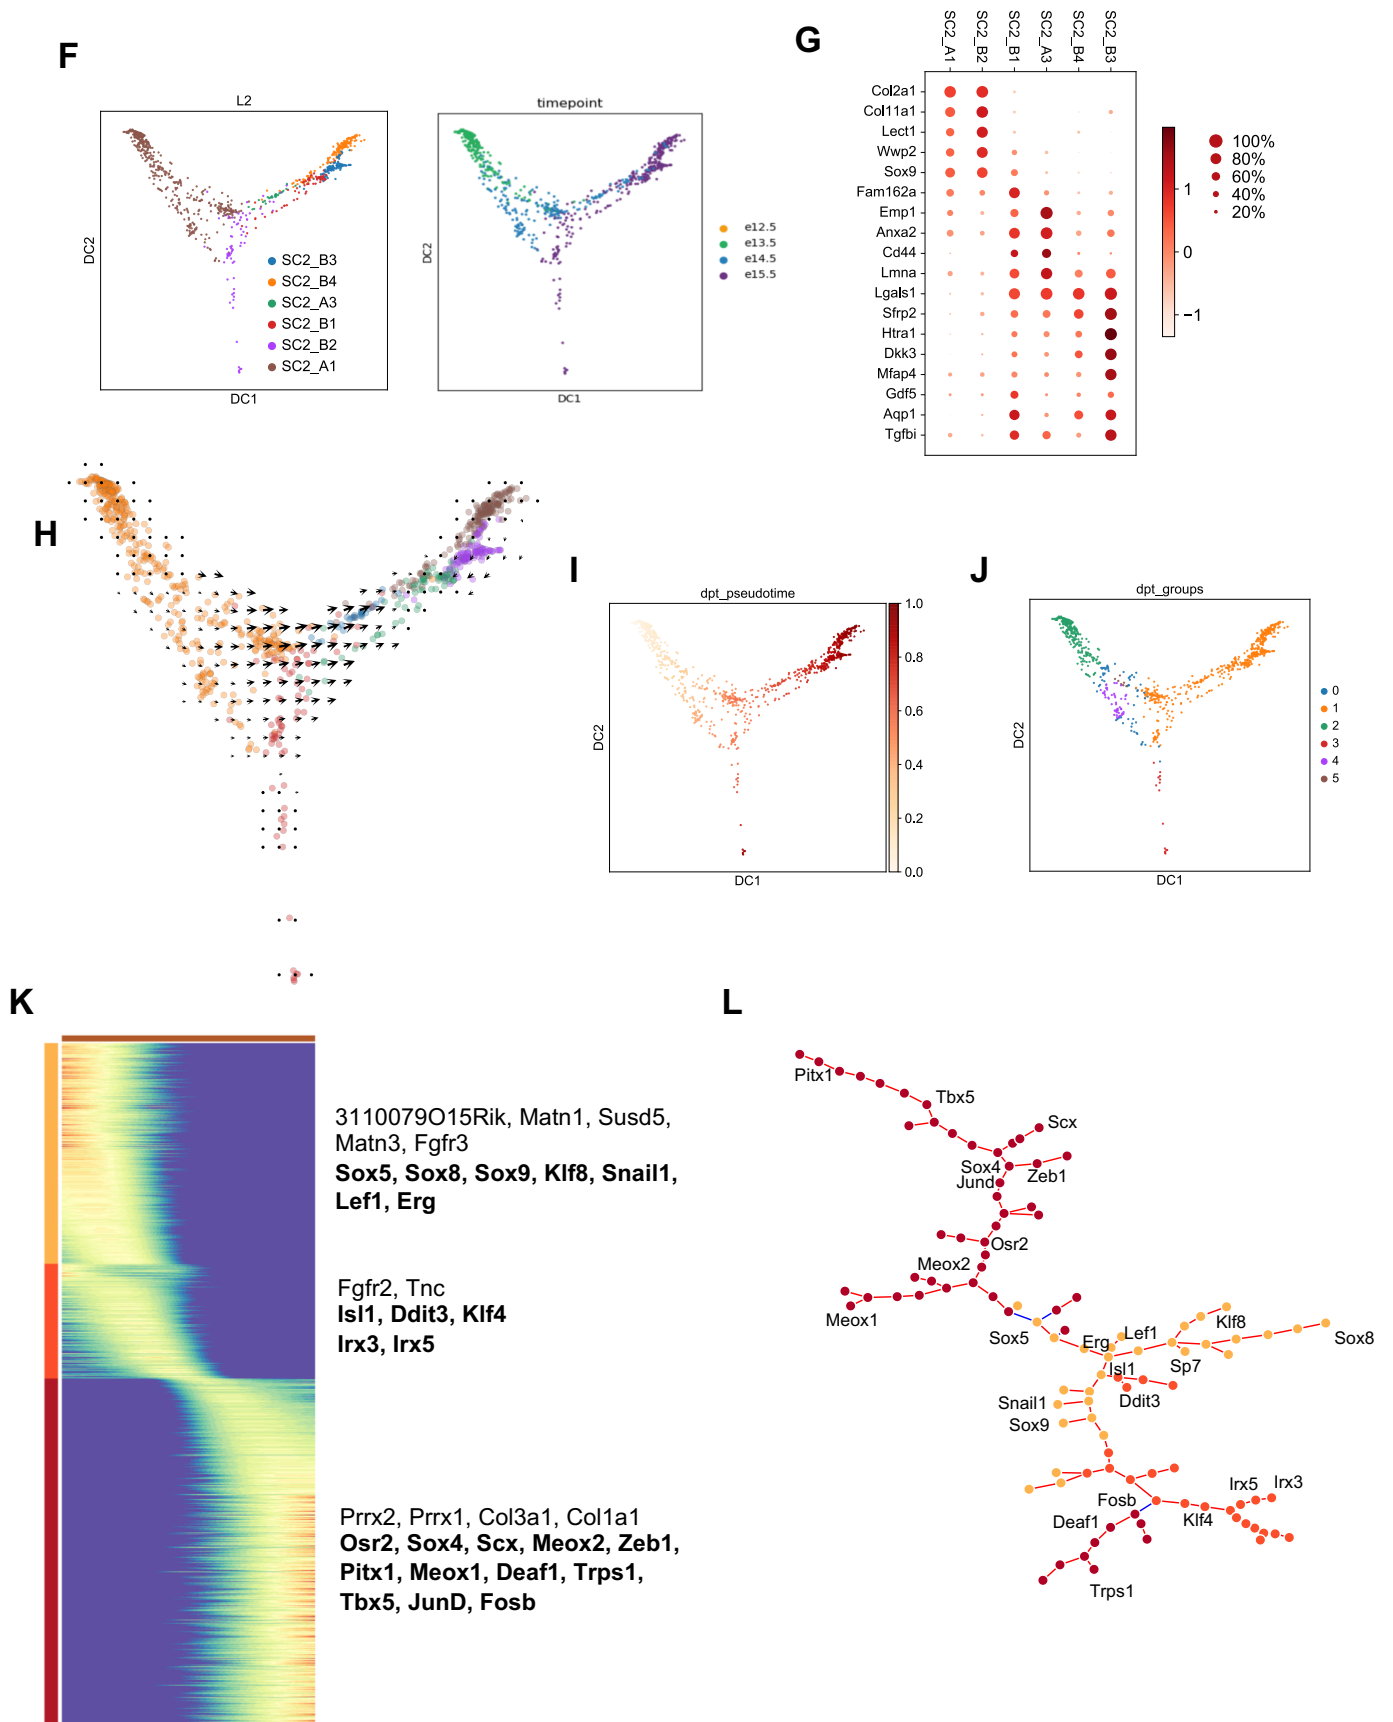 F
L2
DC2
DC1
SC2_B3
SC2_B4
SC2_A3
SC2_B1
SC2_B2
SC2_A1
timepoint
DC2
DC1
e12.5
e13.5
e14.5
e15.5
G
SC2_A1
SC2_B2
SC2_B1
SC2_A3
SC2_B4
SC2_B3
Col2a1
Col11a1
Lect1
Wwp2
Sox9
Fam162a
Emp1
Anxa2
Cd44
Lmna
Lgals1
Sfrp2
Htra1
Dkk3
Mfap4
Gdf5
Aqp1
Tgfbi
1
0
−1
100%
80%
60%
40%
20%
H
I
dpt_pseudotime
DC2
DC1
1.0
0.8
0.6
0.4
0.2
0.0
J
dpt_groups
DC2
DC1
0
1
2
3
4
5
K
3110079O15Rik, Matn1, Susd5,
Matn3, Fgfr3
Sox5, Sox8, Sox9, Klf8, Snail1,
Lef1, Erg
Fgfr2, Tnc
Isl1, Ddit3, Klf4
Irx3, Irx5
Prrx2, Prrx1, Col3a1, Col1a1
Osr2, Sox4, Scx, Meox2, Zeb1,
Pitx1, Meox1, Deaf1, Trps1,
Tbx5, JunD, Fosb
L
Pitx1
Tbx5
Scx
Sox4
Zeb1
Jund
Osr2
Meox2
Meox1
Sox5
Erg
Lef1
Klf8
Sox8
Sp7
Isl1
Ddit3
Snail1
Sox9
Irx5
Irx3
Fosb
Klf4
Deaf1
Trps1